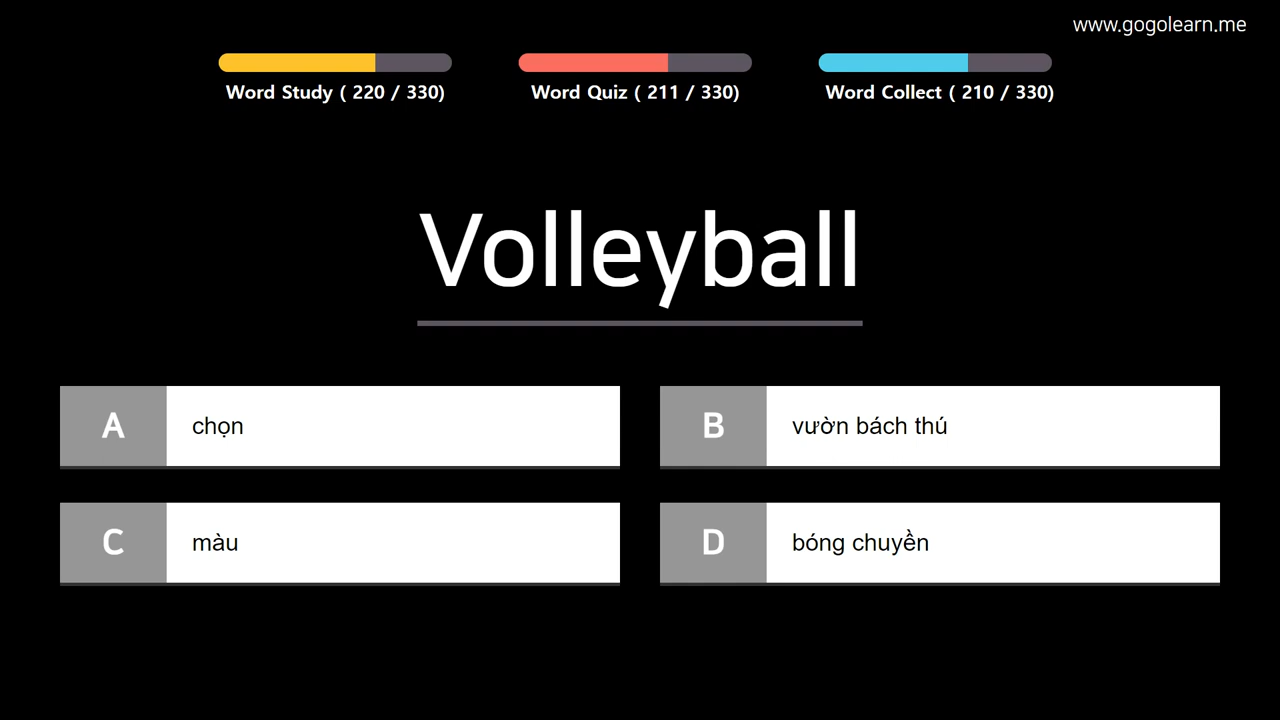 www.gogolearn.me
Word Study ( 220 / 330)
Word Quiz ( 211 / 330)
Word Collect ( 210 / 330)
Volleyball
A chọn
B vườn bách thú
C màu
D bóng chuyền